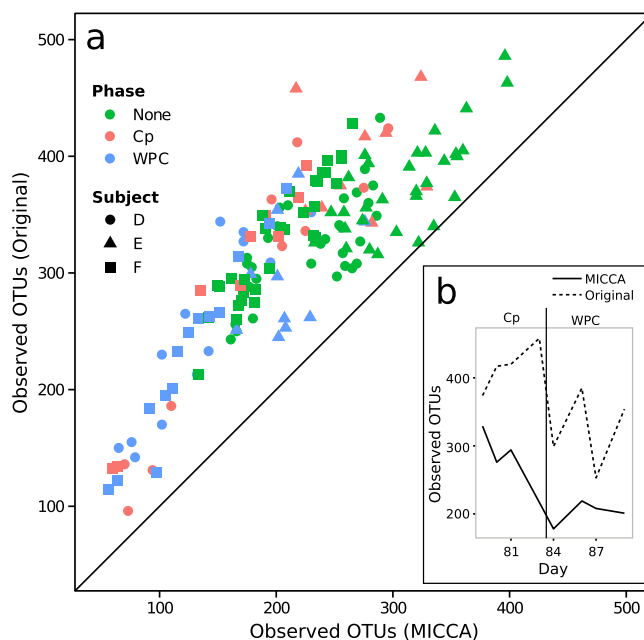 a
500
400
300
200
100
Observed OTUs (Original)
Phase
None
Cp
WPC
Subject
D
E
F
100
200
300
400
500
Observed OTUs (MICCA)
b
MICCA
Original
Cp
WPC
400
300
200
Observed OTUs
81
84
87
Day